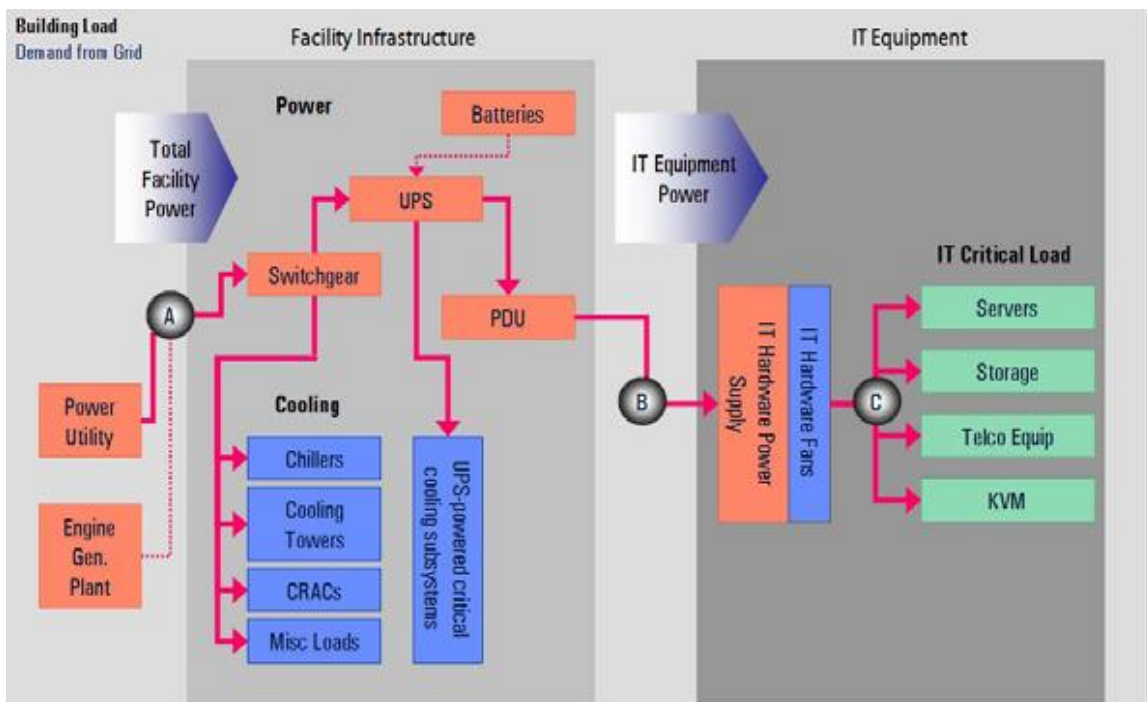 Building Load
Demand from Grid
Facility Infrastructure
IT Equipment
Power
Batteries
Total
Facility
Power
IT Equipment
Power
UPS
Switchgear
IT Critical Load
A
PDU
Servers
Storage
Power
Utility
Cooling
B
IT Hardware Power
Supply
IT Hardware Fans
C
Telco Equip
KVM
Chillers
Cooling
Towers
CRACs
Misc Loads
UPS-powered critical
cooling subsystems
Engine
Gen.
Plant